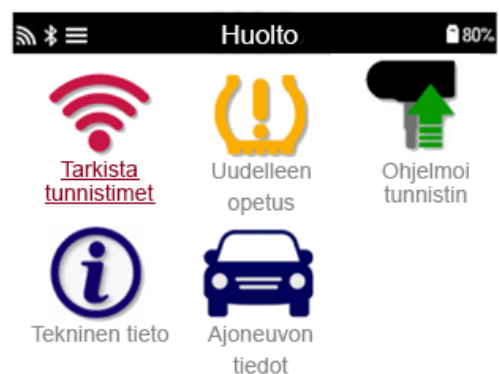 Huolto 80%
Tarkista
tunnistimet
Uudelleen
opetus
Ohjelmoi
tunnistin
Tekninen tieto
Ajoneuvon
tiedot